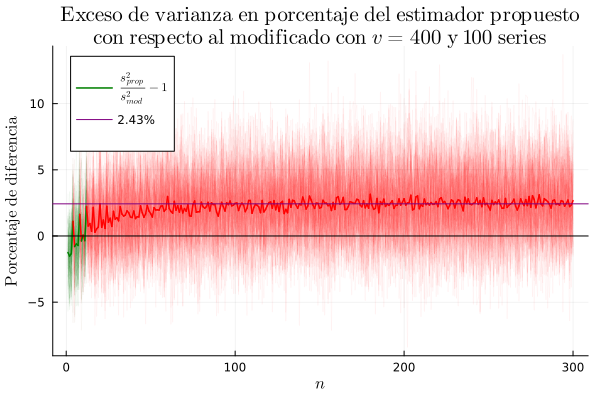 Exceso de varianza en porcentaje del estimador propuesto
con respecto al modificado con v = 400 y 100 series
s²prop / s²mod − 1
2.43%
Porcentaje de diferencia
10
5
0
−5
0 100 200 300
n